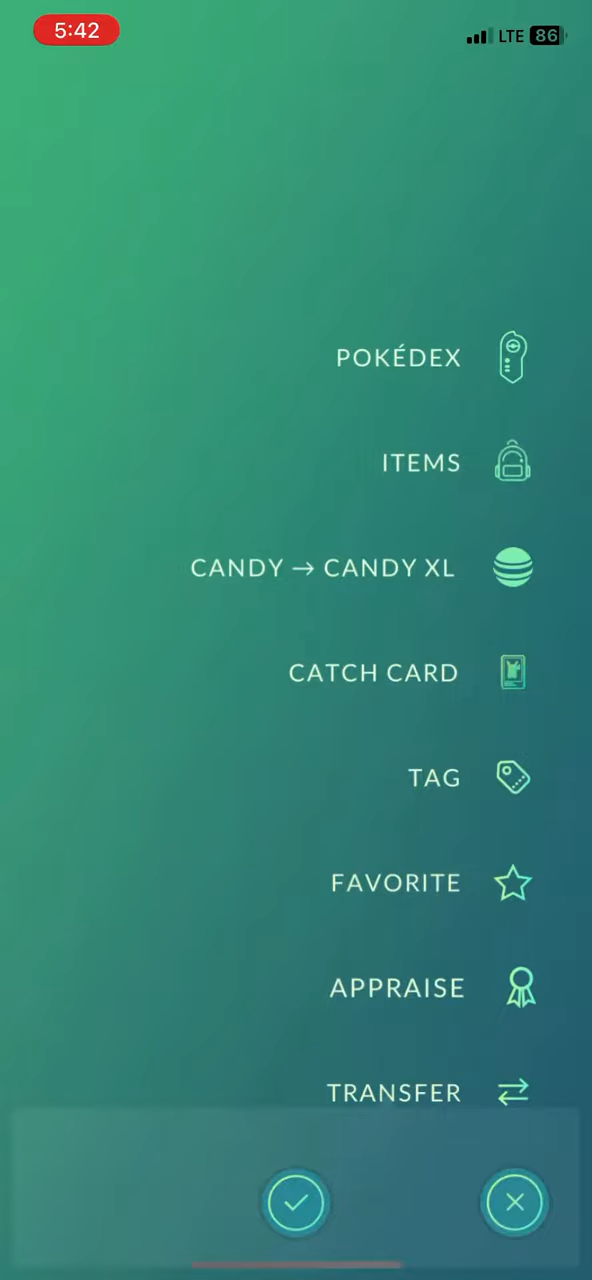 5:42
LTE 86
POKÉDEX
ITEMS
CANDY → CANDY XL
CATCH CARD
TAG
FAVORITE
APPRAISE
TRANSFER